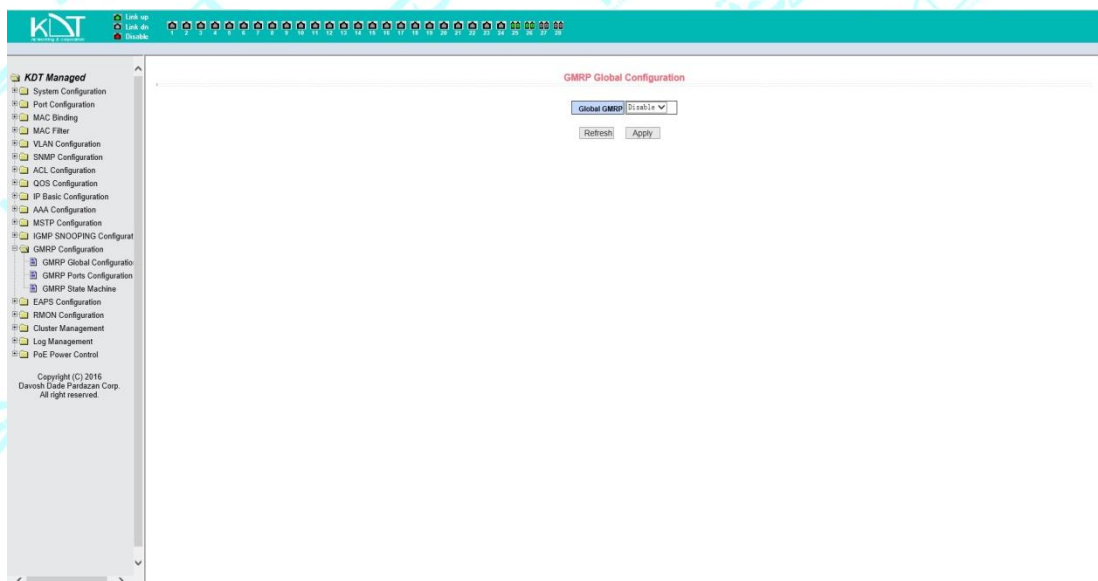 KDT
Link up
Link dn
Disable
1 2 3 4 5 6 7 8 9 10 11 12 13 14 15 16 17 18 19 20 21 22 23 24 25 26 27 28
KDT Managed
System Configuration
Port Configuration
MAC Binding
MAC Filter
VLAN Configuration
SNMP Configuration
ACL Configuration
QOS Configuration
IP Basic Configuration
AAA Configuration
MSTP Configuration
IGMP SNOOPING Configurat
GMRP Configuration
GMRP Global Configuratio
GMRP Ports Configuration
GMRP State Machine
EAPS Configuration
RMON Configuration
Cluster Management
Log Management
PoE Power Control
Copyright (C) 2016
Davosh Dade Pardazan Corp.
All right reserved.
GMRP Global Configuration
Global GMRP Disable
Refresh Apply